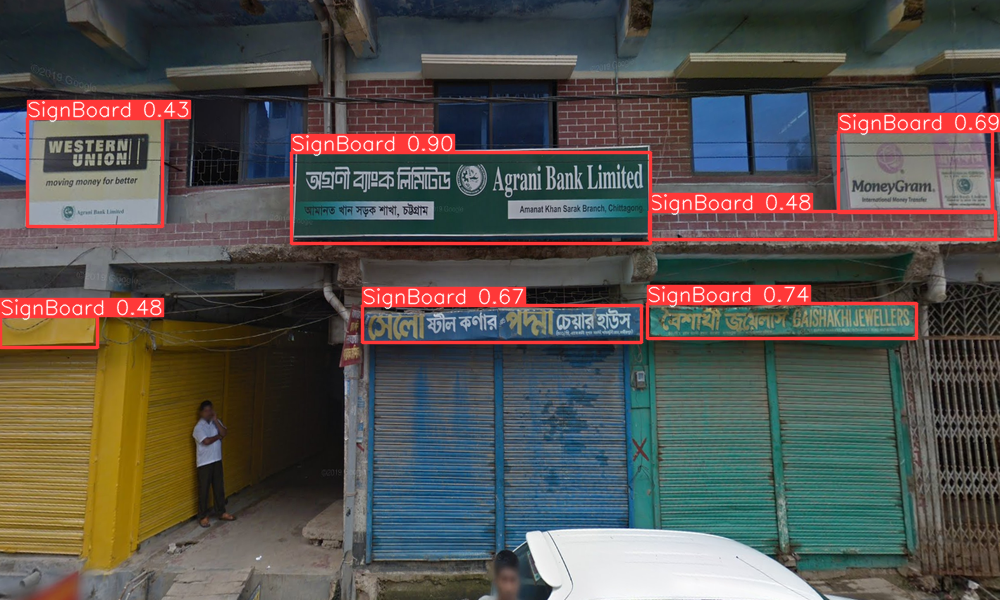 SignBoard 0.43
WESTERN
UNION
moving money for better
Agrani Bank Limited
SignBoard 0.90
অগ্রণী ব্যাংক লিমিটেড
Agrani Bank Limited
আমানত খান সড়ক শাখা, চট্টগ্রাম
Amanat Khan Sarak Branch, Chittagong
SignBoard 0.69
MoneyGram.
International Money Transfer
SignBoard 0.48
SignBoard 0.48
SignBoard 0.67
সেলো ষ্টীল কর্ণার পদ্মা চেয়ার হাউস
SignBoard 0.74
বৈশাখী জুয়েলার্স BAISHAKHI JEWELLERS